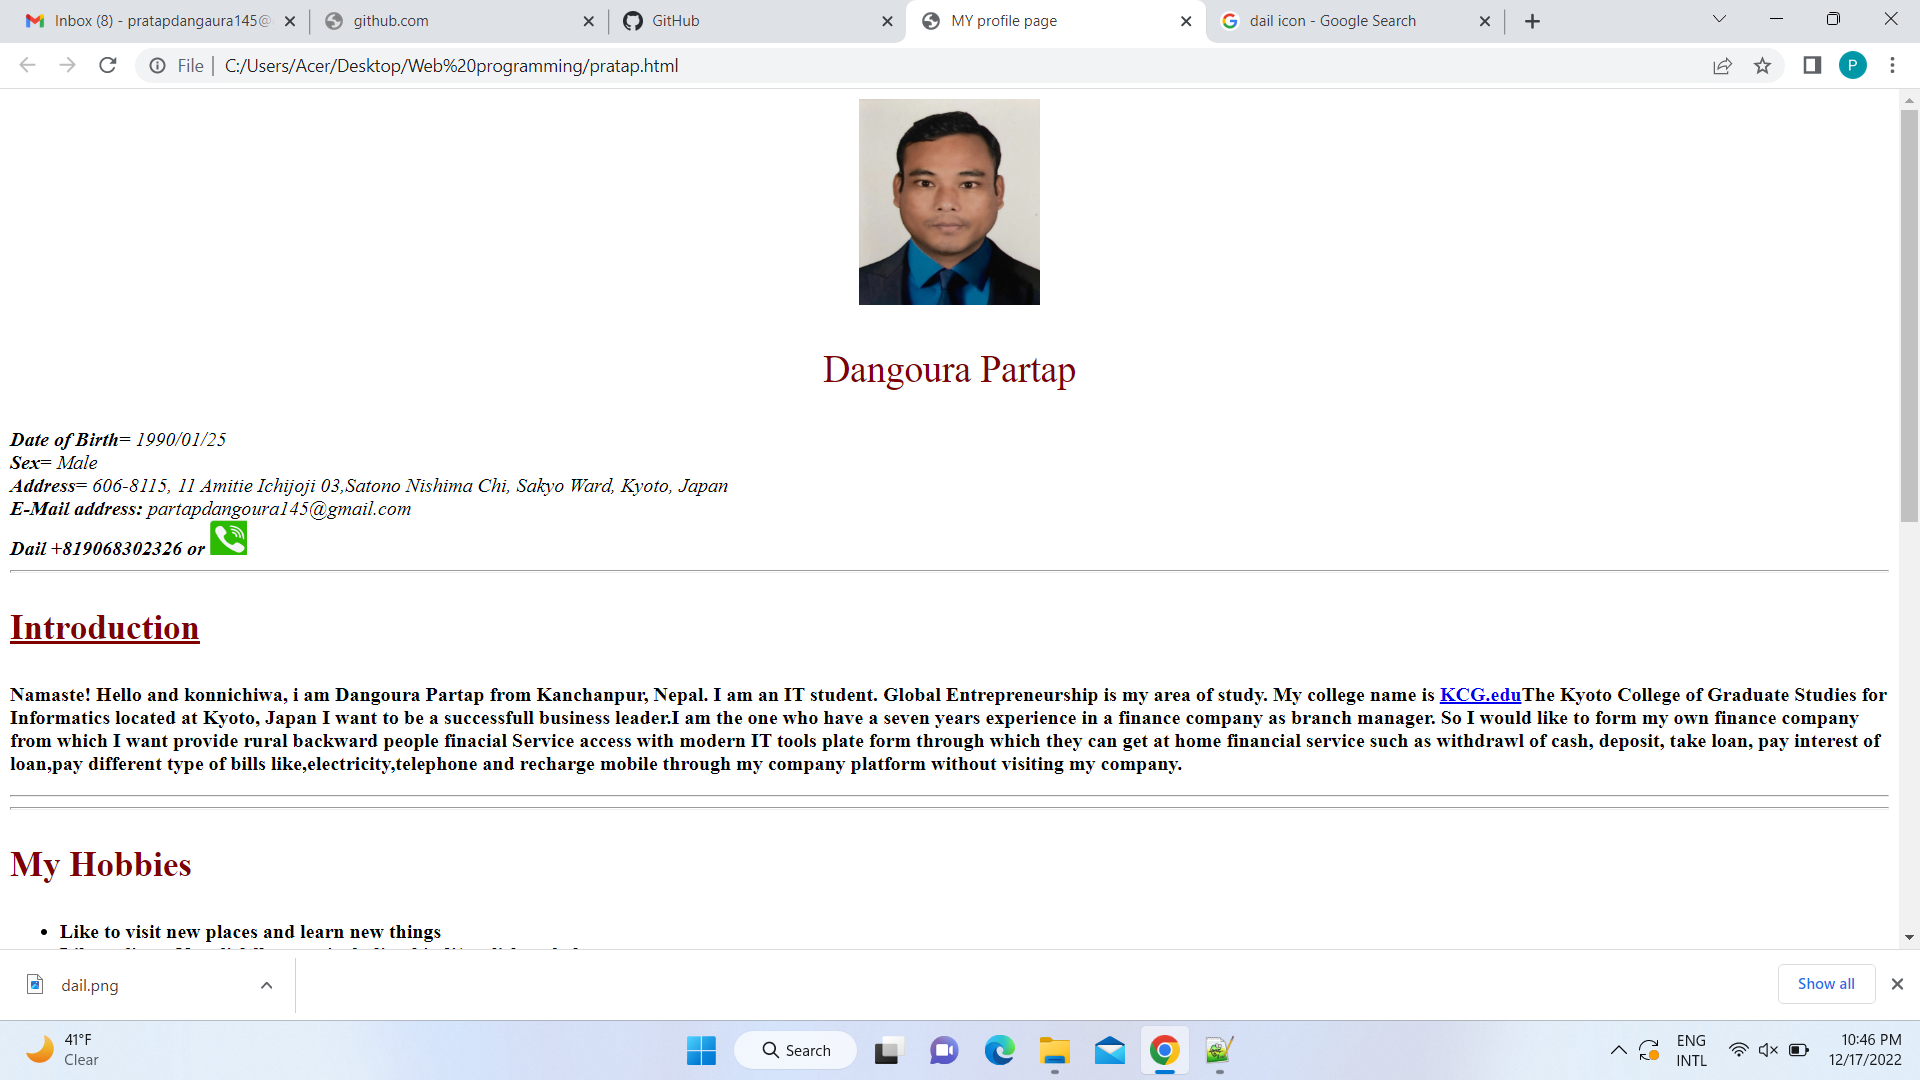 Inbox (8) - pratapdangaura145@
github.com
GitHub
MY profile page
dail icon - Google Search
File
C:/Users/Acer/Desktop/Web%20programming/pratap.html
P
Dangoura Partap
Date of Birth= 1990/01/25
Sex= Male
Address= 606-8115, 11 Amitie Ichijoji 03,Satono Nishima Chi, Sakyo Ward, Kyoto, Japan
E-Mail address: partapdangoura145@gmail.com
Dail +819068302326 or
Introduction
Namaste! Hello and konnichiwa, i am Dangoura Partap from Kanchanpur, Nepal. I am an IT student. Global Entrepreneurship is my area of study. My college name is KCG.eduThe Kyoto College of Graduate Studies for
Informatics located at Kyoto, Japan I want to be a successfull business leader.I am the one who have a seven years experience in a finance company as branch manager. So I would like to form my own finance company
from which I want provide rural backward people finacial Service access with modern IT tools plate form through which they can get at home financial service such as withdrawl of cash, deposit, take loan, pay interest of
loan,pay different type of bills like,electricity,telephone and recharge mobile through my company platform without visiting my company.
My Hobbies
Like to visit new places and learn new things
dail.png
Show all
41°F
Clear
Search
ENG
INTL
10:46 PM
12/17/2022